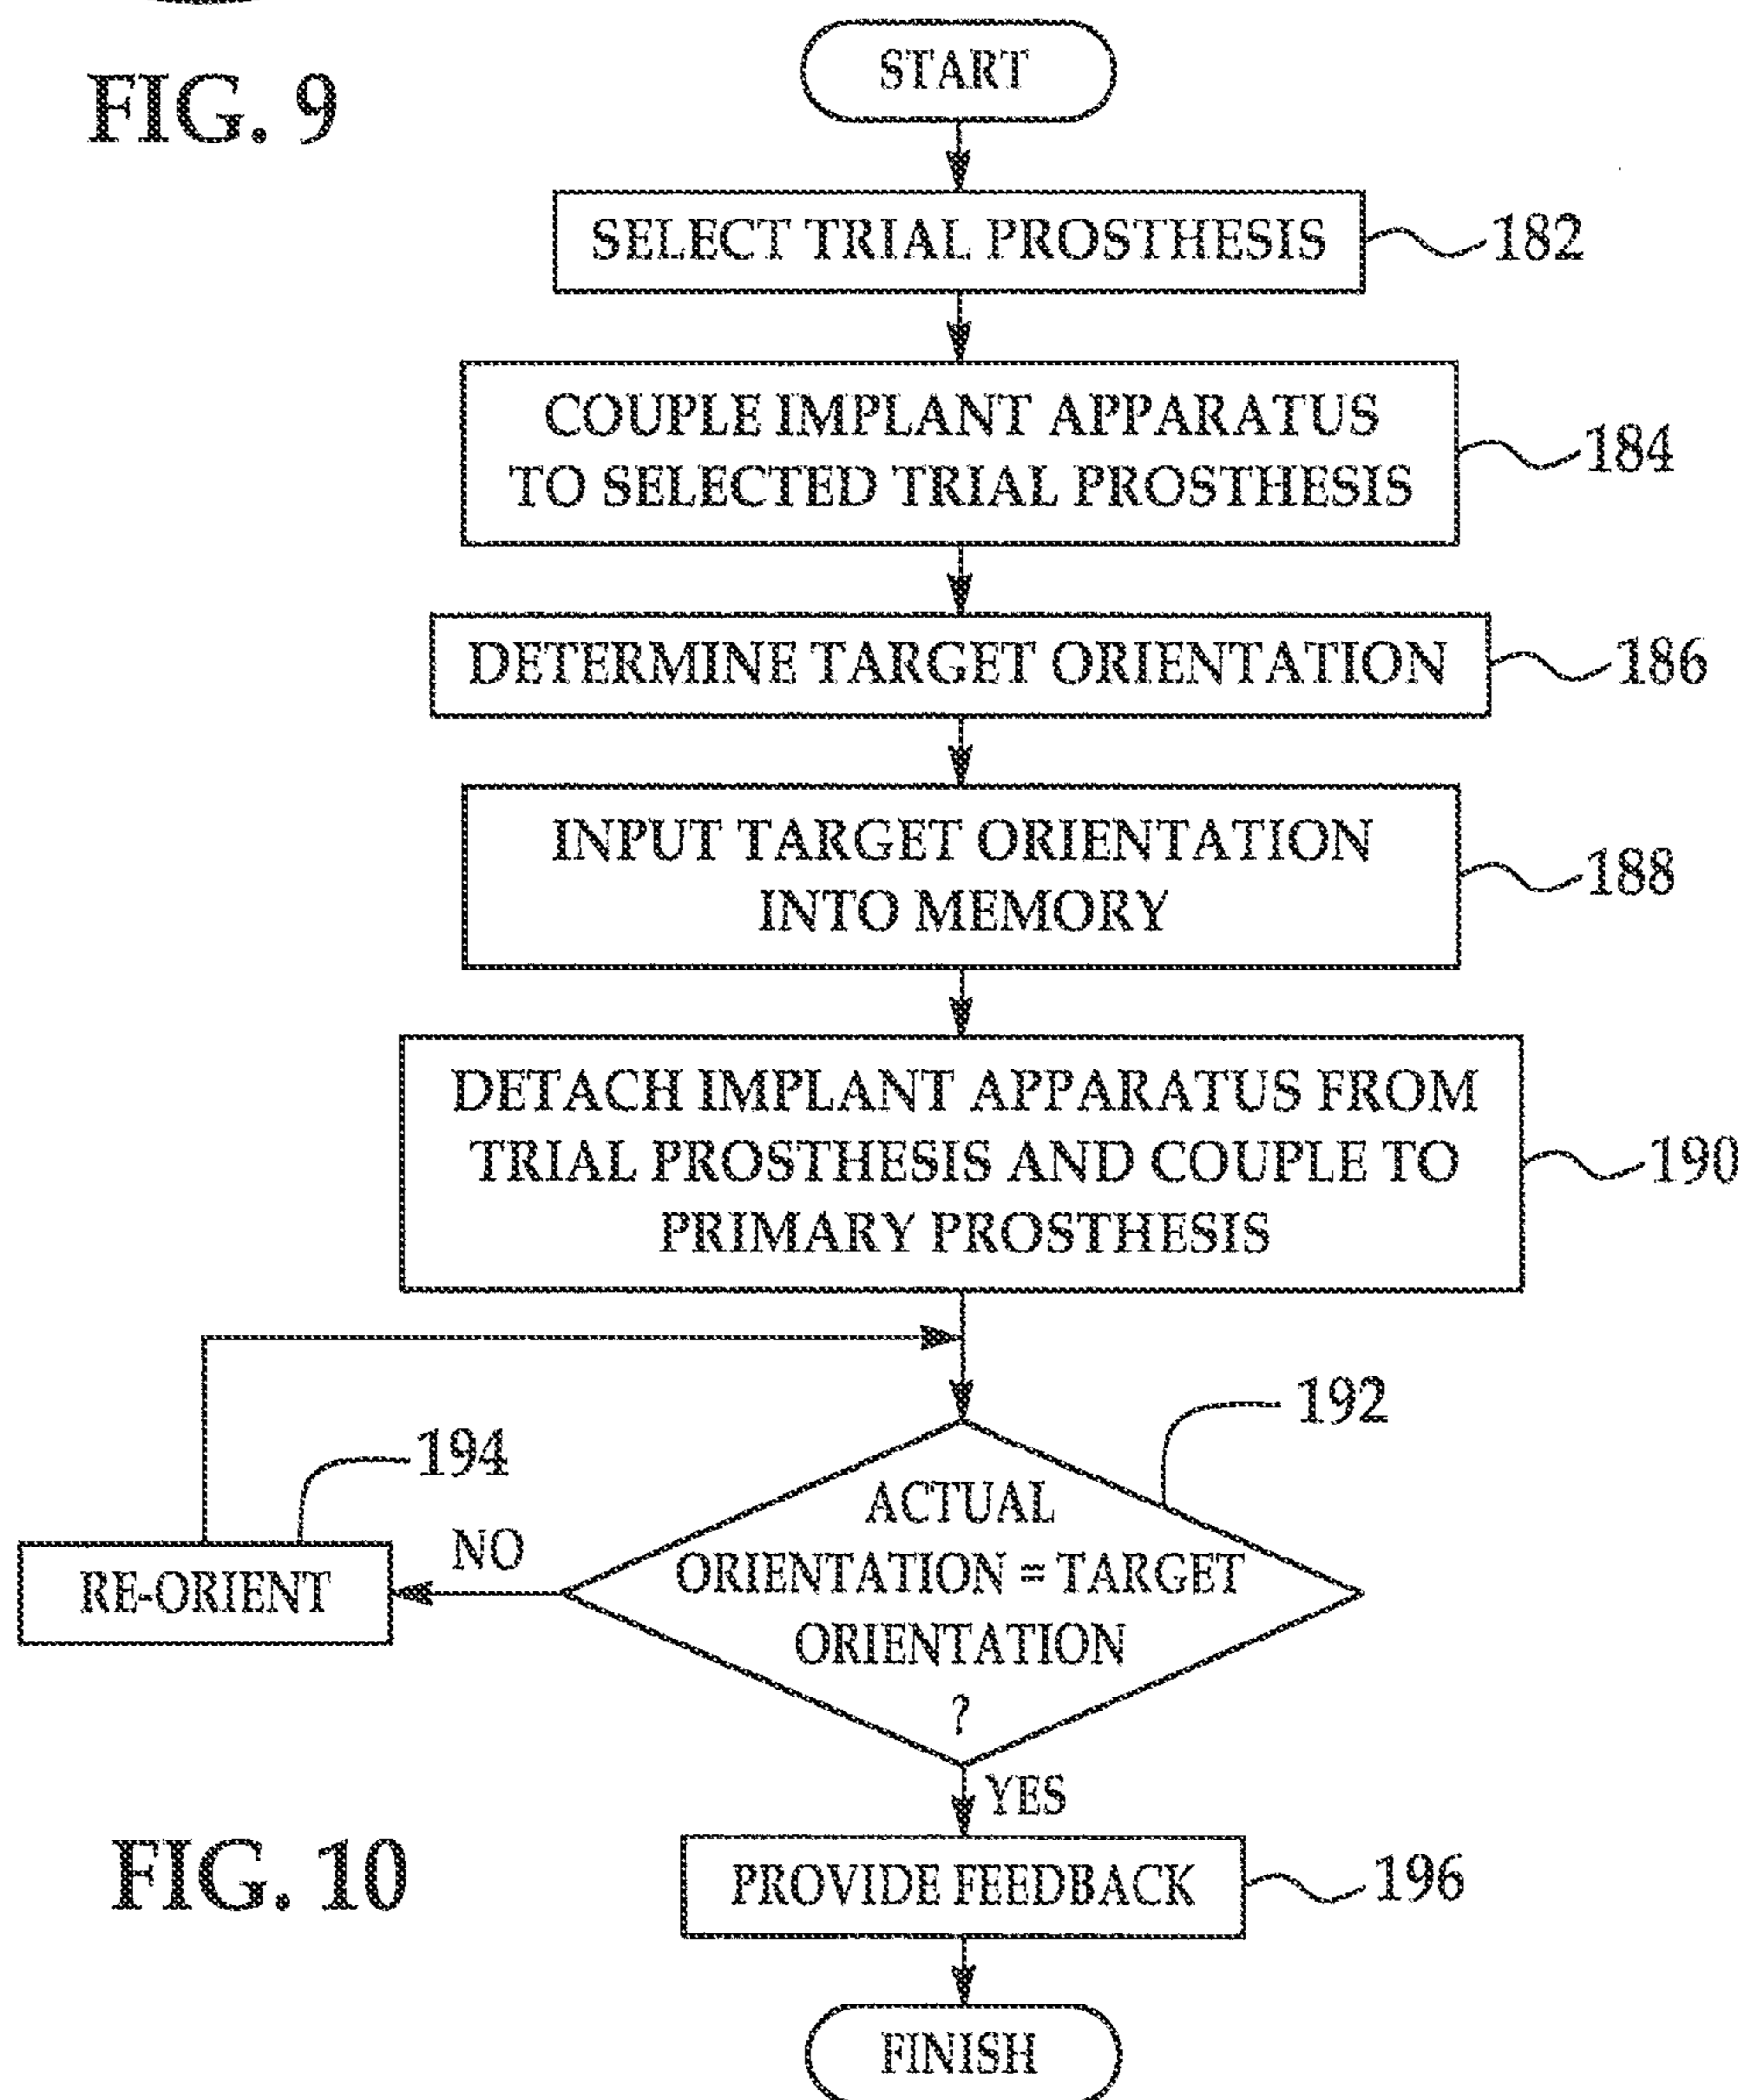 FIG. 9
START
SELECT TRIAL PROSTHESIS
182
COUPLE IMPLANT APPARATUS
TO SELECTED TRIAL PROSTHESIS
184
DETERMINE TARGET ORIENTATION
186
INPUT TARGET ORIENTATION
INTO MEMORY
188
DETACH IMPLANT APPARATUS FROM
TRIAL PROSTHESIS AND COUPLE TO
PRIMARY PROSTHESIS
190
192
ACTUAL
ORIENTATION = TARGET
ORIENTATION
?
NO
194
RE-ORIENT
YES
PROVIDE FEEDBACK
196
FIG. 10
FINISH